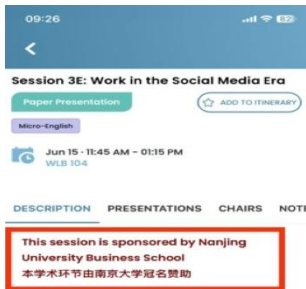 09:26
82
Session 3E: Work in the Social Media Era
Paper Presentation
ADD TO ITINERARY
Micro-English
Jun 15 · 11:45 AM – 01:15 PM
WLB 104
DESCRIPTION PRESENTATIONS CHAIRS NOT
This session is sponsored by Nanjing
University Business School
本学术环节由南京大学冠名赞助